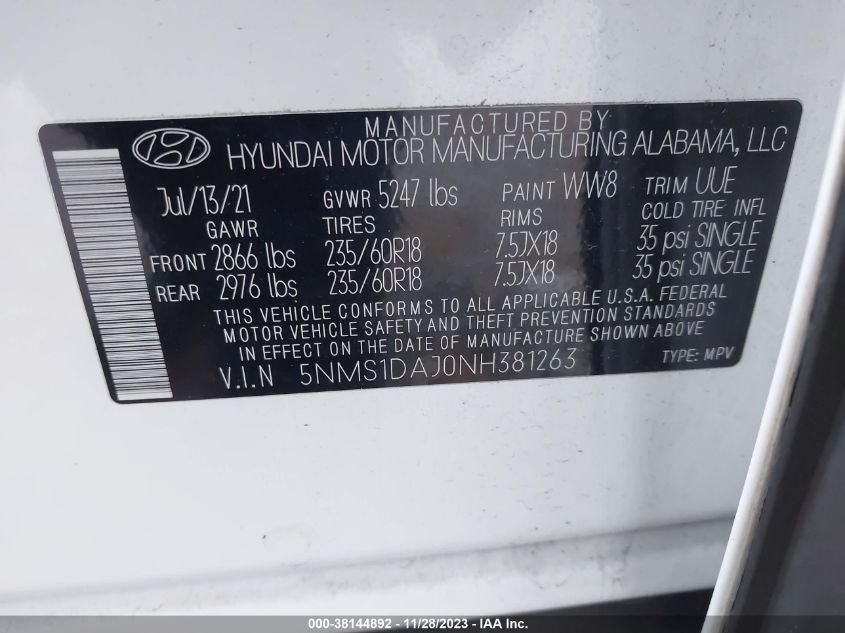 MANUFACTURED BY
HYUNDAI MOTOR MANUFACTURING ALABAMA, LLC
Jul/13/21 GVWR 5247 lbs PAINT WW8 TRIM UUE
GAWR TIRES RIMS COLD TIRE INFL
FRONT 2866 lbs 235/60R18 7.5JX18 35 psi SINGLE
REAR 2976 lbs 235/60R18 7.5JX18 35 psi SINGLE
THIS VEHICLE CONFORMS TO ALL APPLICABLE U.S.A. FEDERAL
MOTOR VEHICLE SAFETY AND THEFT PREVENTION STANDARDS
IN EFFECT ON THE DATE OF MANUFACTURE SHOWN ABOVE
V.I.N 5NMS1DAJ0NH381263 TYPE: MPV
000-38144892 - 11/28/2023 - IAAI.COM